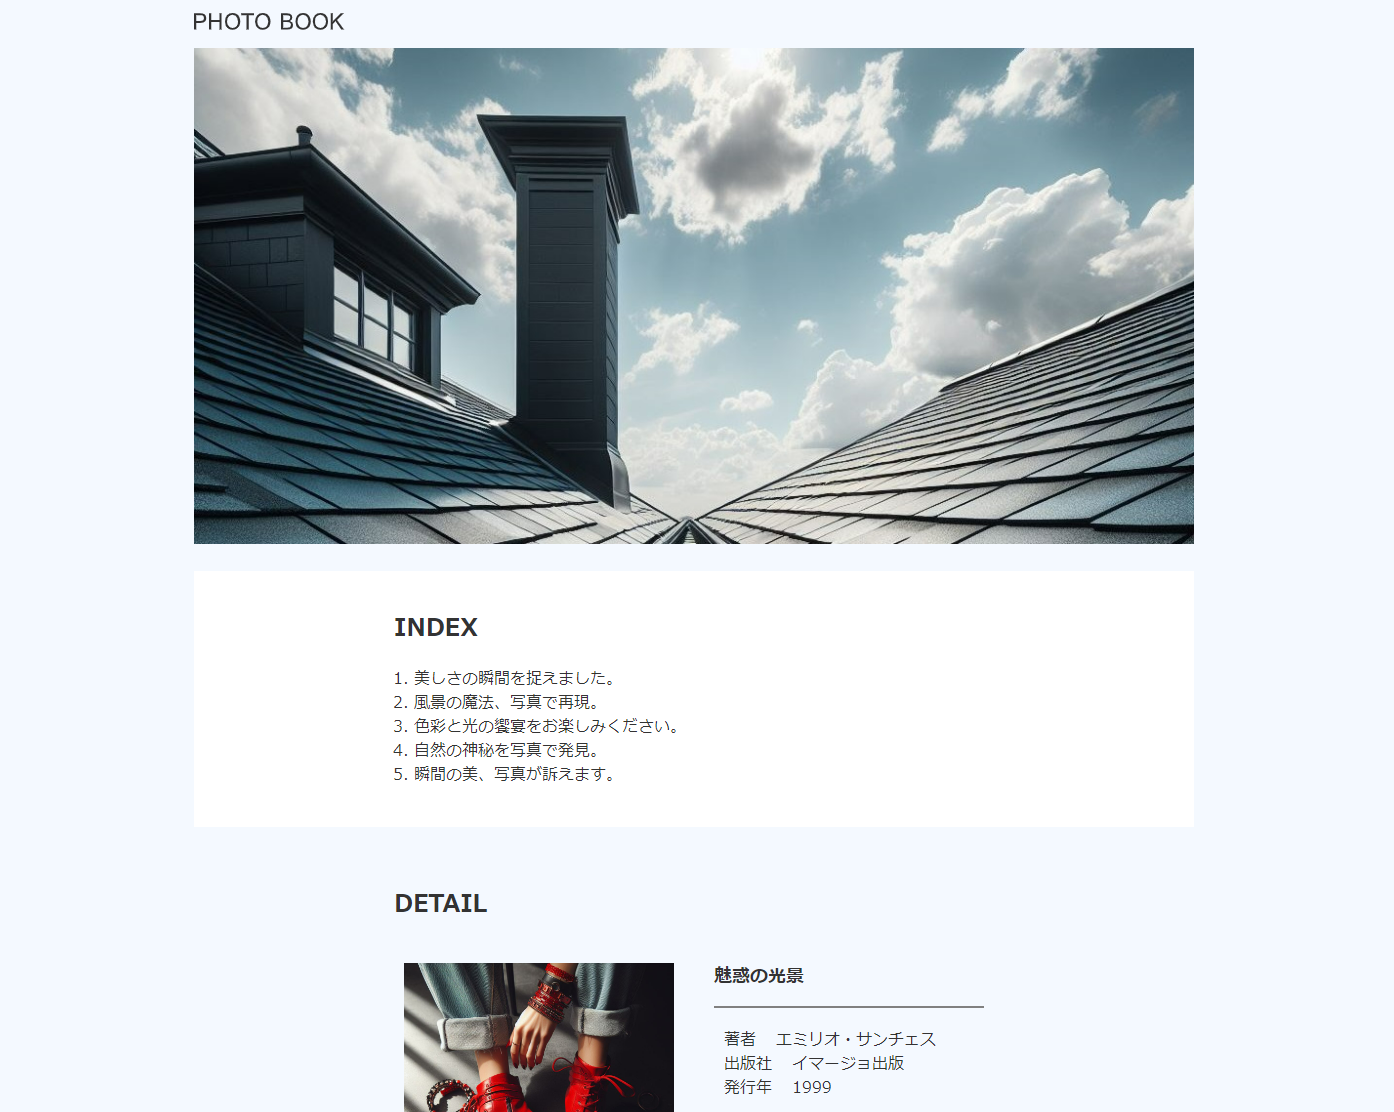 PHOTO BOOK
INDEX
1. 美しさの瞬間を捉えました。
2. 風景の魔法、写真で再現。
3. 色彩と光の饗宴をお楽しみください。
4. 自然の神秘を写真で発見。
5. 瞬間の美、写真が訴えます。
DETAIL
魅惑の光景
著者 エミリオ・サンチェス
出版社 イマージョ出版
発行年 1999